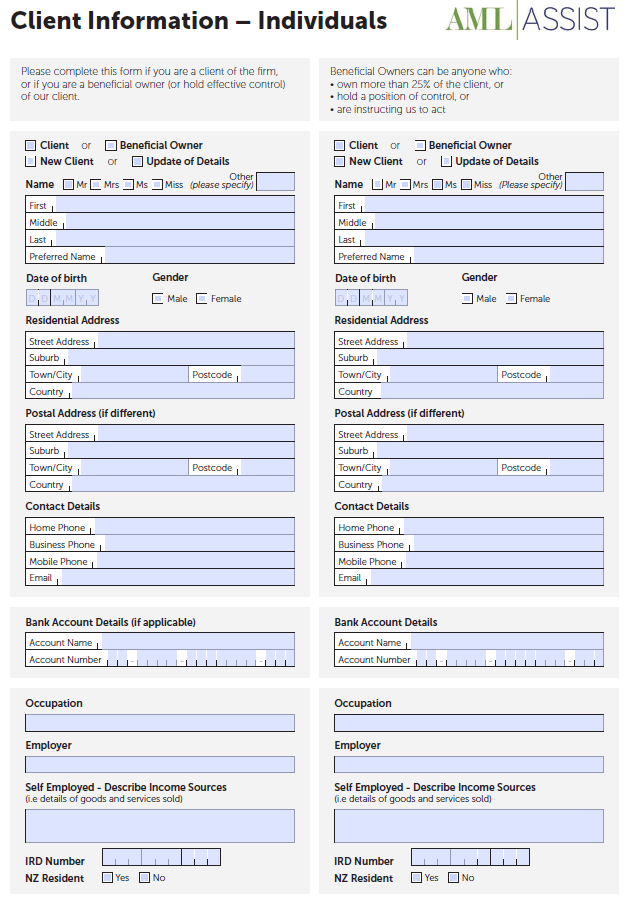 Client Information – Individuals
AML ASSIST
Please complete this form if you are a client of the firm,
or if you are a beneficial owner (or hold effective control)
of our client.
Beneficial Owners can be anyone who:
• own more than 25% of the client, or
• hold a position of control, or
• are instructing us to act
Client or Beneficial Owner
New Client or Update of Details
Name Mr Mrs Ms Miss Other (please specify)
First
Middle
Last
Preferred Name
Date of birth Gender
D D M M Y Y Male Female
Residential Address
Street Address
Suburb
Town/City Postcode
Country
Postal Address (if different)
Street Address
Suburb
Town/City Postcode
Country
Contact Details
Home Phone
Business Phone
Mobile Phone
Email
Bank Account Details (if applicable)
Account Name
Account Number - - -
Occupation
Employer
Self Employed - Describe Income Sources
(i.e details of goods and services sold)
IRD Number
NZ Resident Yes No
Client or Beneficial Owner
New Client or Update of Details
Name Mr Mrs Ms Miss Other (please specify)
First
Middle
Last
Preferred Name
Date of birth Gender
D D M M Y Y Male Female
Residential Address
Street Address
Suburb
Town/City Postcode
Country
Postal Address (if different)
Street Address
Suburb
Town/City Postcode
Country
Contact Details
Home Phone
Business Phone
Mobile Phone
Email
Bank Account Details
Account Name
Account Number - - -
Occupation
Employer
Self Employed - Describe Income Sources
(i.e details of goods and services sold)
IRD Number
NZ Resident Yes No